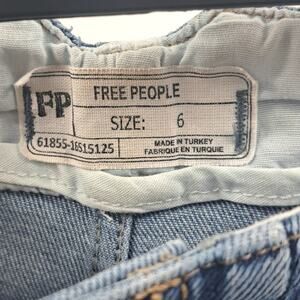 FP FREE PEOPLE
SIZE: 6
61855-16515125
MADE IN TURKEY
FABRIQUE EN TURQUIE